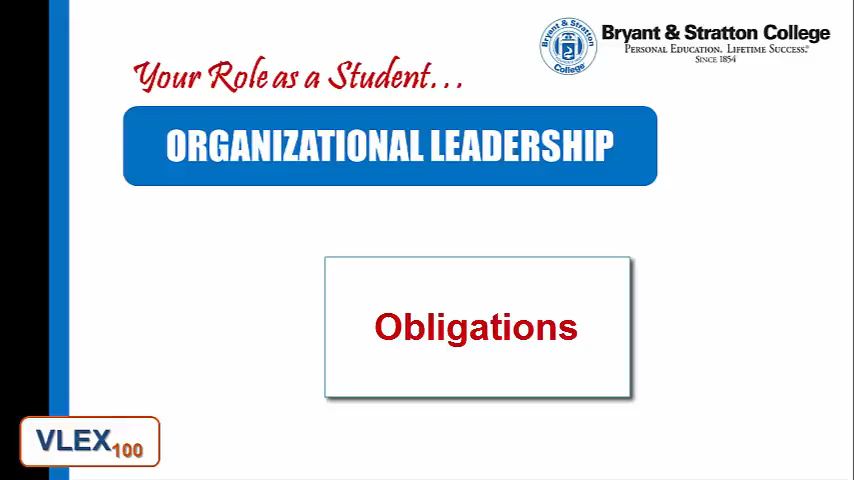 Bryant & Stratton College
Personal Education. Lifetime Success.®
Since 1854
Your Role as a Student...
ORGANIZATIONAL LEADERSHIP
Obligations
VLEX100